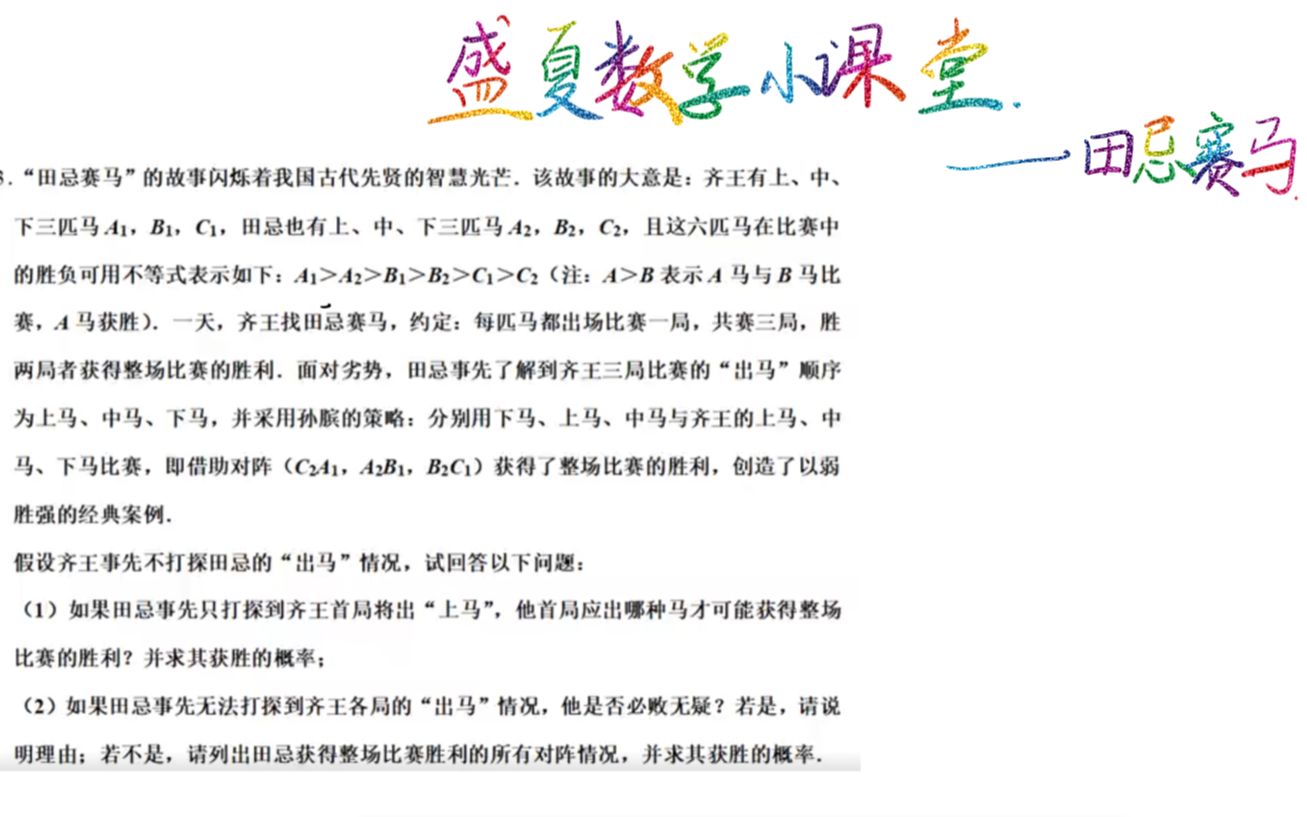 盛夏数学小课堂.
——田忌赛马.
3.“田忌赛马”的故事闪烁着我国古代先贤的智慧光芒．该故事的大意是：齐王有上、中、
下三匹马 A₁，B₁，C₁，田忌也有上、中、下三匹马 A₂，B₂，C₂，且这六匹马在比赛中
的胜负可用不等式表示如下：A₁＞A₂＞B₁＞B₂＞C₁＞C₂（注：A＞B 表示 A 马与 B 马比
赛，A 马获胜）．一天，齐王找田忌赛马，约定：每匹马都出场比赛一局，共赛三局，胜
两局者获得整场比赛的胜利．面对劣势，田忌事先了解到齐王三局比赛的“出马”顺序
为上马、中马、下马，并采用孙膑的策略：分别用下马、上马、中马与齐王的上马、中
马、下马比赛，即借助对阵（C₂A₁，A₂B₁，B₂C₁）获得了整场比赛的胜利，创造了以弱
胜强的经典案例．
假设齐王事先不打探田忌的“出马”情况，试回答以下问题：
（1）如果田忌事先只打探到齐王首局将出“上马”，他首局应出哪种马才可能获得整场
比赛的胜利？并求其获胜的概率；
（2）如果田忌事先无法打探到齐王各局的“出马”情况，他是否必败无疑？若是，请说
明理由；若不是，请列出田忌获得整场比赛胜利的所有对阵情况，并求其获胜的概率．